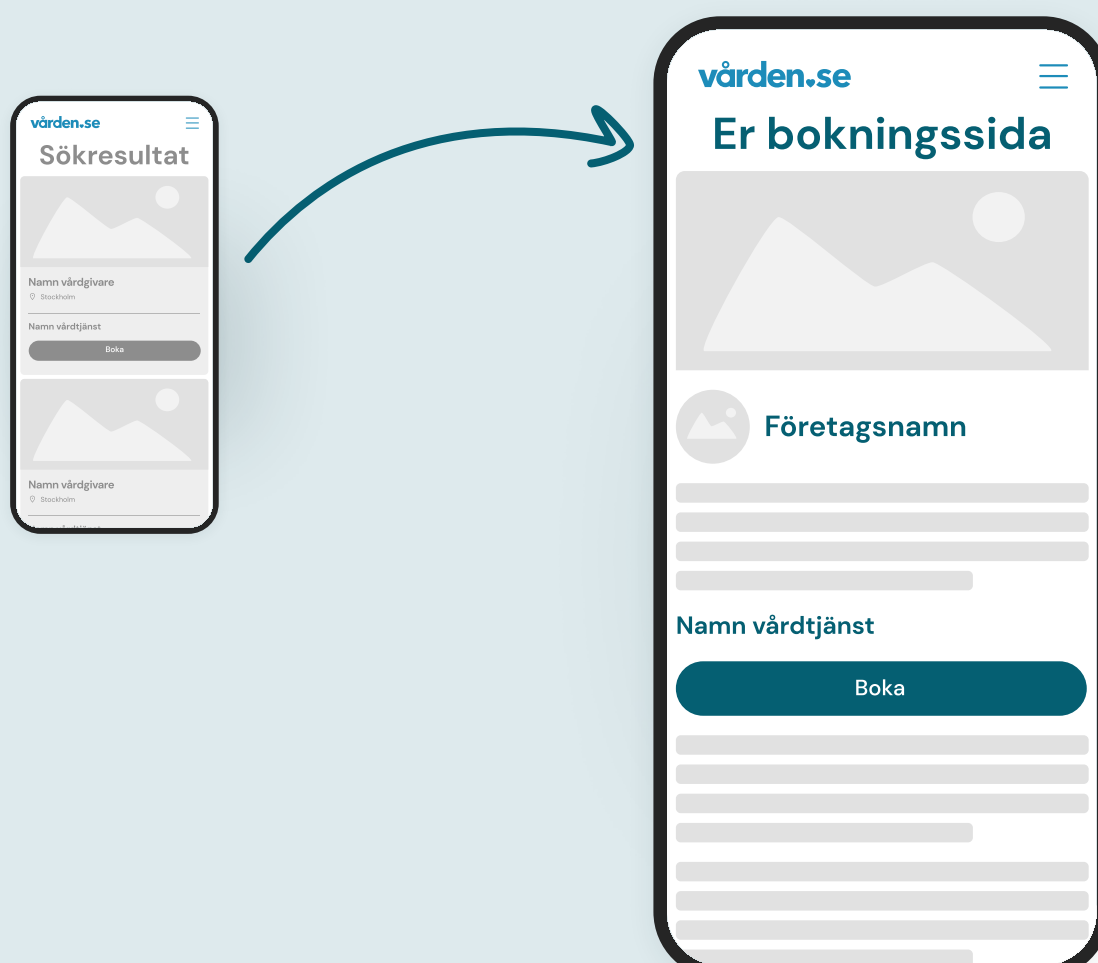 vården.se
Sökresultat
Namn vårdgivare
Stockholm
Namn vårdtjänst
Boka
Namn vårdgivare
Stockholm
vården.se
Er bokningssida
Företagsnamn
Namn vårdtjänst
Boka